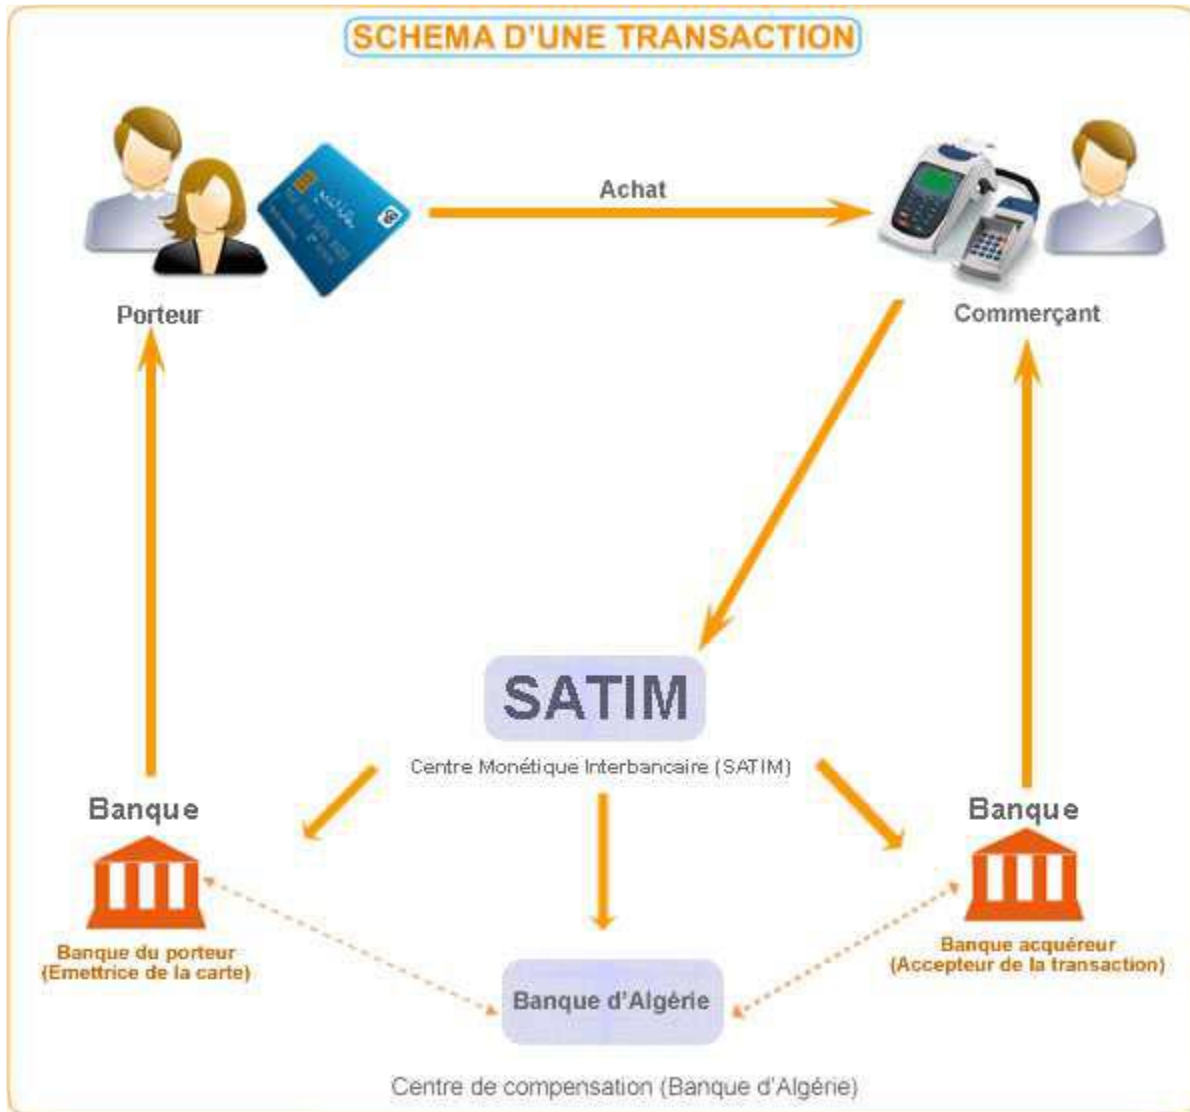 SCHEMA D'UNE TRANSACTION
Achat
Porteur
Commerçant
SATIM
Centre Monétique Interbancaire (SATIM)
Banque
Banque
Banque du porteur
(Emettrice de la carte)
Banque acquéreur
(Accepteur de la transaction)
Banque d'Algérie
Centre de compensation (Banque d'Algérie)